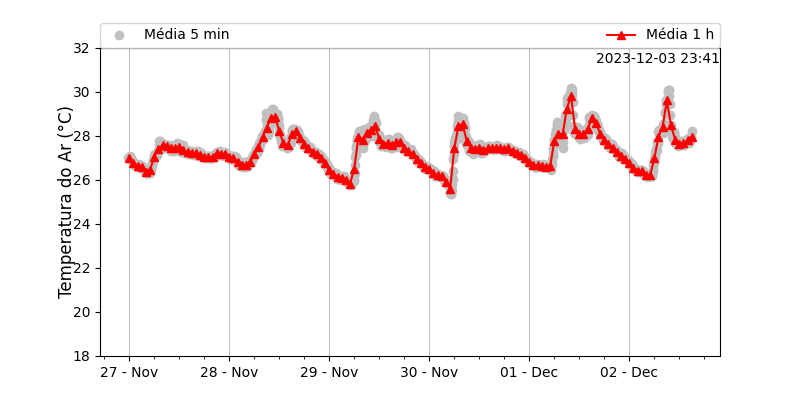 Média 5 min
Média 1 h
2023-12-03 23:41
Temperatura do Ar (°C)
32
30
28
26
24
22
20
18
27 - Nov
28 - Nov
29 - Nov
30 - Nov
01 - Dec
02 - Dec